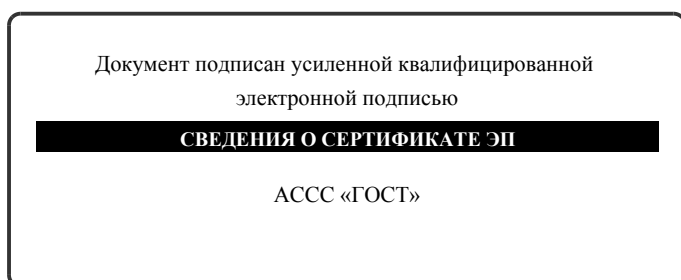 Документ подписан усиленной квалифицированной
электронной подписью
СВЕДЕНИЯ О СЕРТИФИКАТЕ ЭП
АССС «ГОСТ»